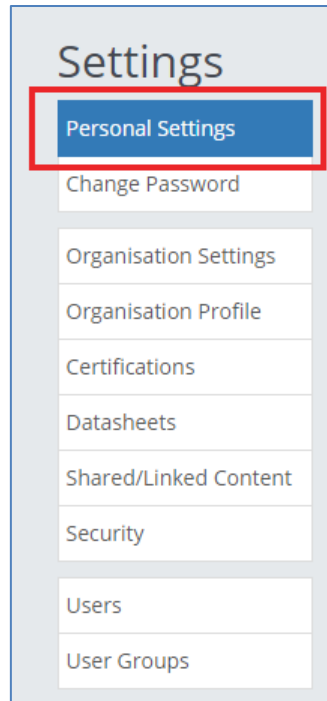 Settings
Personal Settings
Change Password
Organisation Settings
Organisation Profile
Certifications
Datasheets
Shared/Linked Content
Security
Users
User Groups